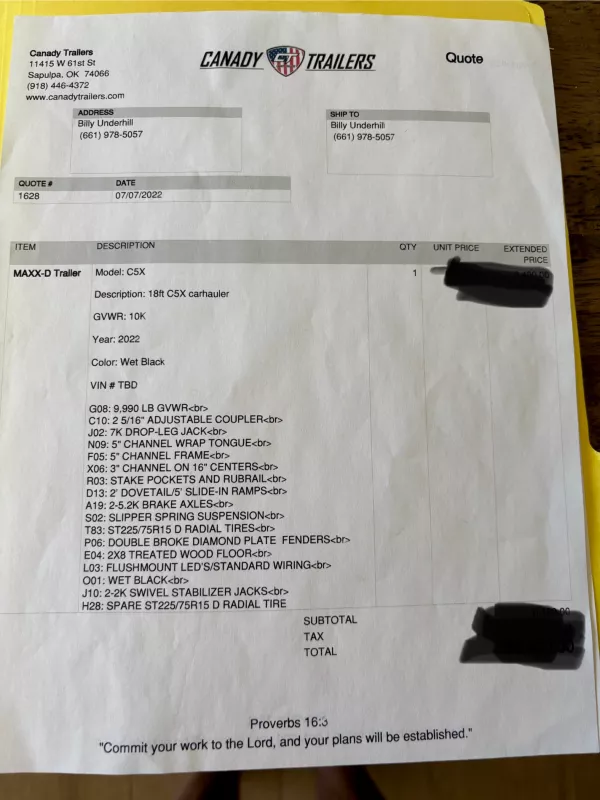 Canady Trailers
11415 W 61st St
Sapulpa, OK 74066
(918) 446-4372
www.canadytrailers.com
CANADY TRAILERS
Quote
ADDRESS
Billy Underhill
(661) 978-5057
SHIP TO
Billy Underhill
(661) 978-5057
QUOTE # DATE
1628 07/07/2022
ITEM DESCRIPTION QTY UNIT PRICE EXTENDED
PRICE
MAXX-D Trailer Model: C5X 1
Description: 18ft C5X carhauler
GVWR: 10K
Year: 2022
Color: Wet Black
VIN # TBD
G08: 9,990 LB GVWR<br>
C10: 2 5/16" ADJUSTABLE COUPLER<br>
J02: 7K DROP-LEG JACK<br>
N09: 5" CHANNEL WRAP TONGUE<br>
F05: 5" CHANNEL FRAME<br>
X06: 3" CHANNEL ON 16" CENTERS<br>
R03: STAKE POCKETS AND RUBRAIL<br>
D13: 2' DOVETAIL/5' SLIDE-IN RAMPS<br>
A19: 2-5.2K BRAKE AXLES<br>
S02: SLIPPER SPRING SUSPENSION<br>
T83: ST225/75R15 D RADIAL TIRES<br>
P06: DOUBLE BROKE DIAMOND PLATE FENDERS<br>
E04: 2X8 TREATED WOOD FLOOR<br>
L03: FLUSHMOUNT LED'S/STANDARD WIRING<br>
O01: WET BLACK<br>
J10: 2-2K SWIVEL STABILIZER JACKS<br>
H28: SPARE ST225/75R15 D RADIAL TIRE
SUBTOTAL
TAX
TOTAL
Proverbs 16:3
"Commit your work to the Lord, and your plans will be established."